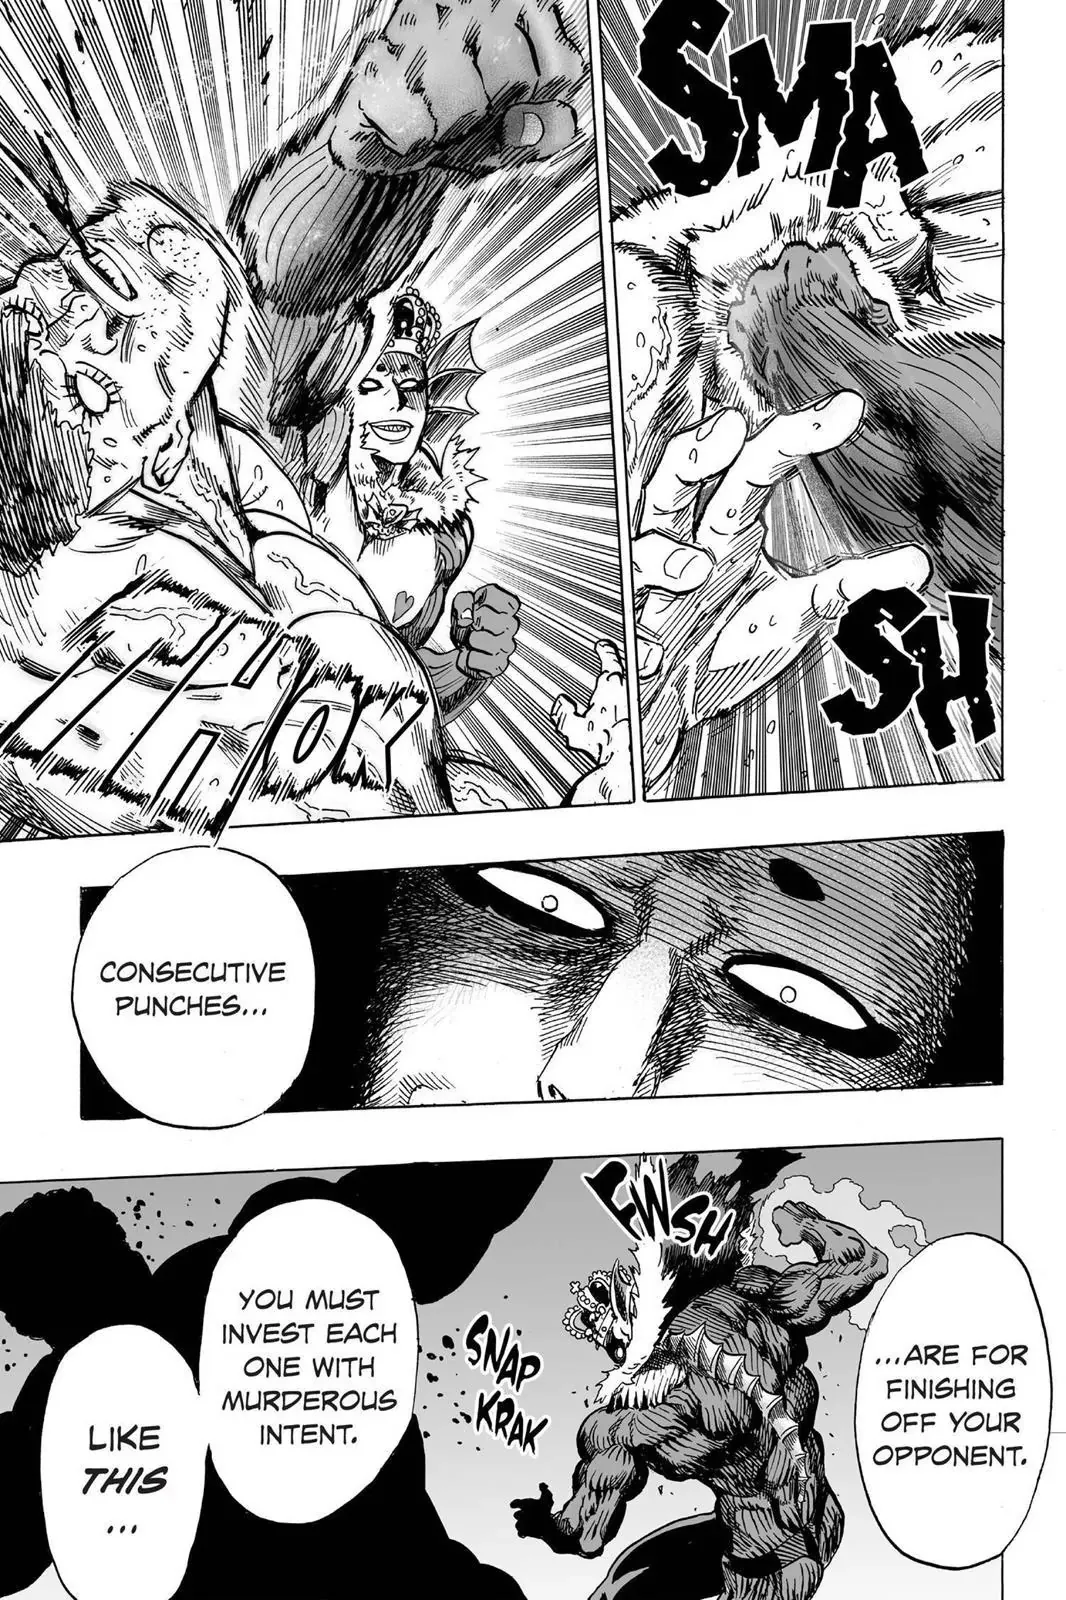 SMA
SH
THOK
CONSECUTIVE
PUNCHES...
FWSH
...ARE FOR
FINISHING
OFF YOUR
OPPONENT.
SNAP
KRAK
YOU MUST
INVEST EACH
ONE WITH
MURDEROUS
INTENT.
LIKE
THIS
...